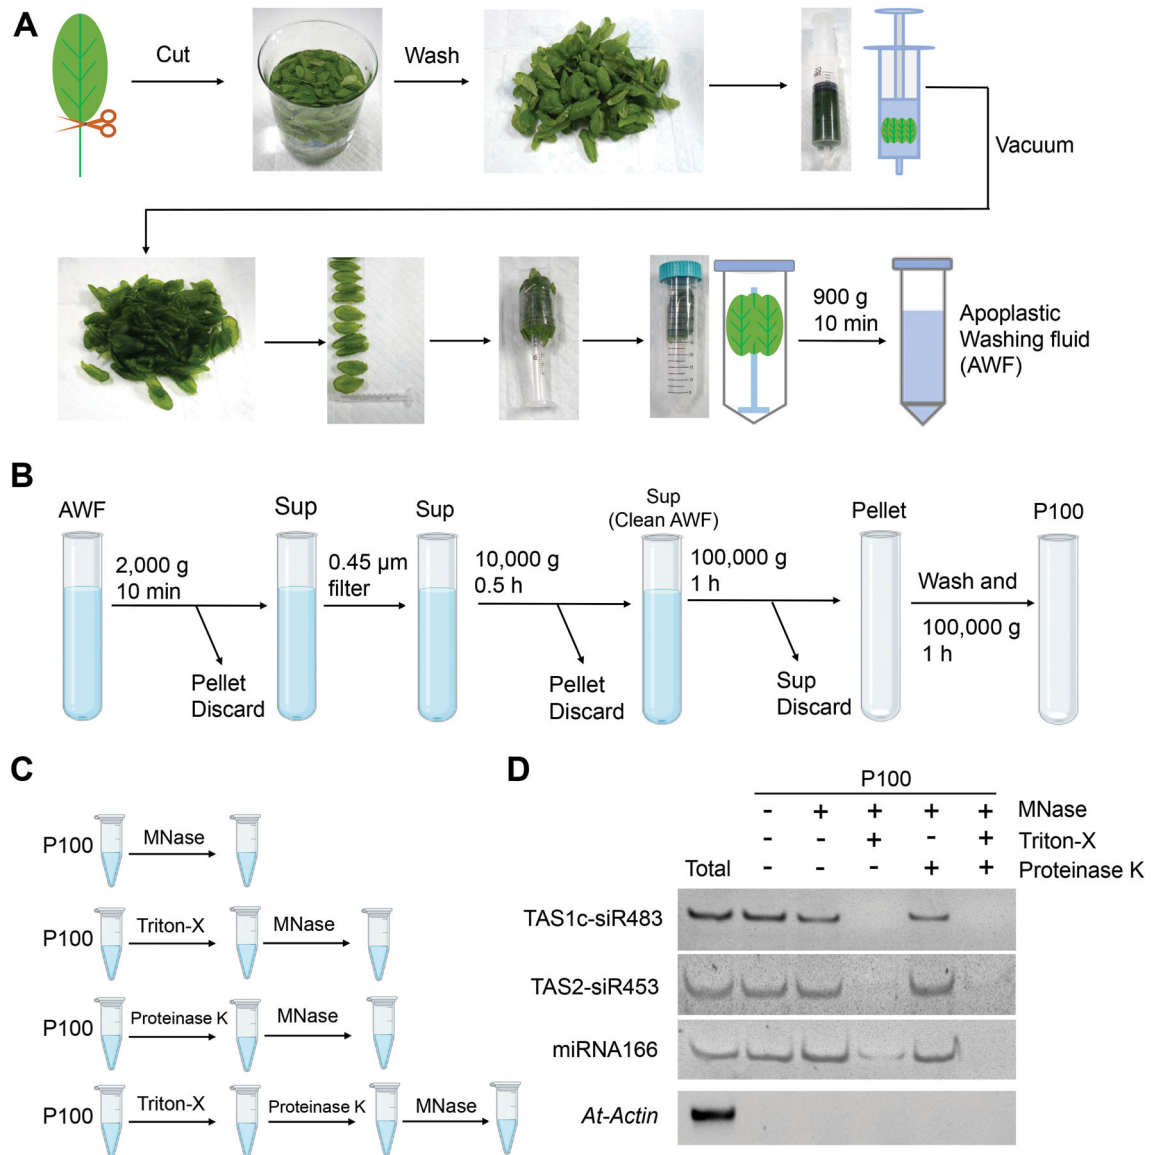 A
Cut
Wash
Vacuum
900 g
10 min
Apoplastic
Washing fluid
(AWF)
B
AWF
2,000 g
10 min
Pellet
Discard
Sup
0.45 µm
filter
Sup
10,000 g
0.5 h
Pellet
Discard
Sup
(Clean AWF)
100,000 g
1 h
Sup
Discard
Pellet
Wash and
100,000 g
1 h
P100
C
P100
MNase
P100
Triton-X
MNase
P100
Proteinase K
MNase
P100
Triton-X
Proteinase K
MNase
D
P100
- + + + + MNase
- - + - + Triton-X
Total - - - + + Proteinase K
TAS1c-siR483
TAS2-siR453
miRNA166
At-Actin